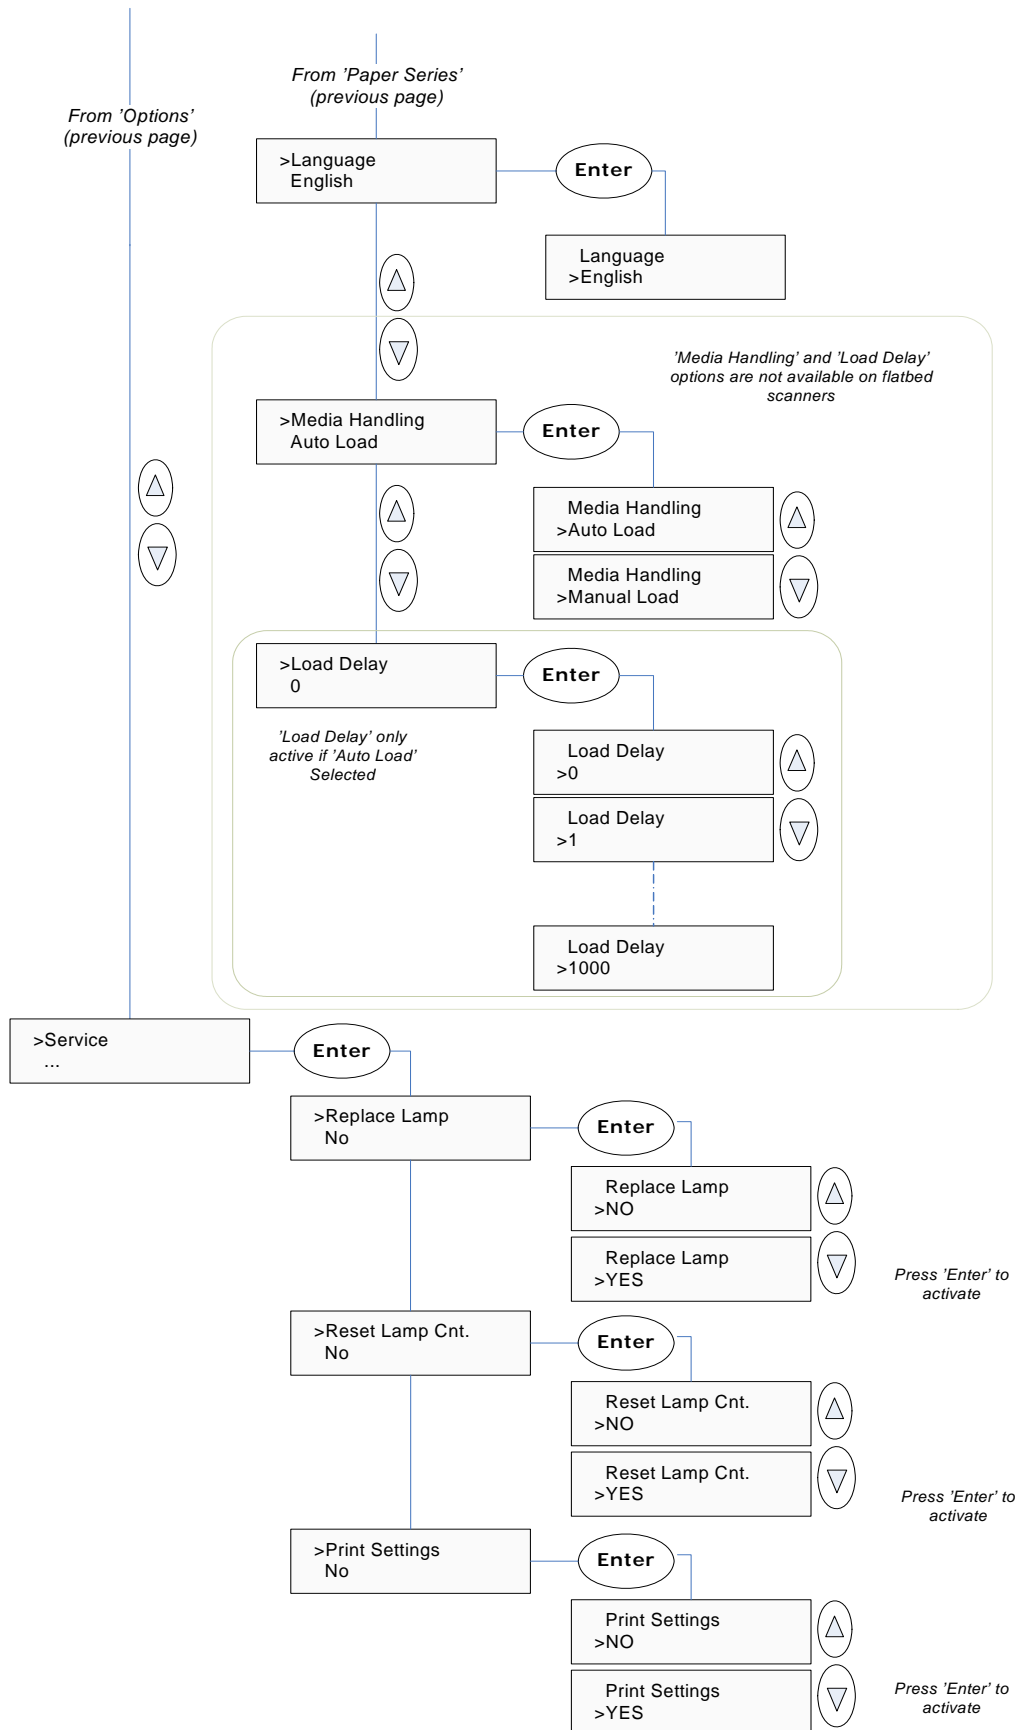 From 'Paper Series'
(previous page)
From 'Options'
(previous page)
>Language
English
Enter
Language
>English
'Media Handling' and 'Load Delay'
options are not available on flatbed
scanners
>Media Handling
Auto Load
Enter
Media Handling
>Auto Load
Media Handling
>Manual Load
>Load Delay
0
Enter
'Load Delay' only
active if 'Auto Load'
Selected
Load Delay
>0
Load Delay
>1
Load Delay
>1000
>Service
...
Enter
>Replace Lamp
No
Enter
Replace Lamp
>NO
Replace Lamp
>YES
Press 'Enter' to
activate
>Reset Lamp Cnt.
No
Enter
Reset Lamp Cnt.
>NO
Reset Lamp Cnt.
>YES
Press 'Enter' to
activate
>Print Settings
No
Enter
Print Settings
>NO
Print Settings
>YES
Press 'Enter' to
activate